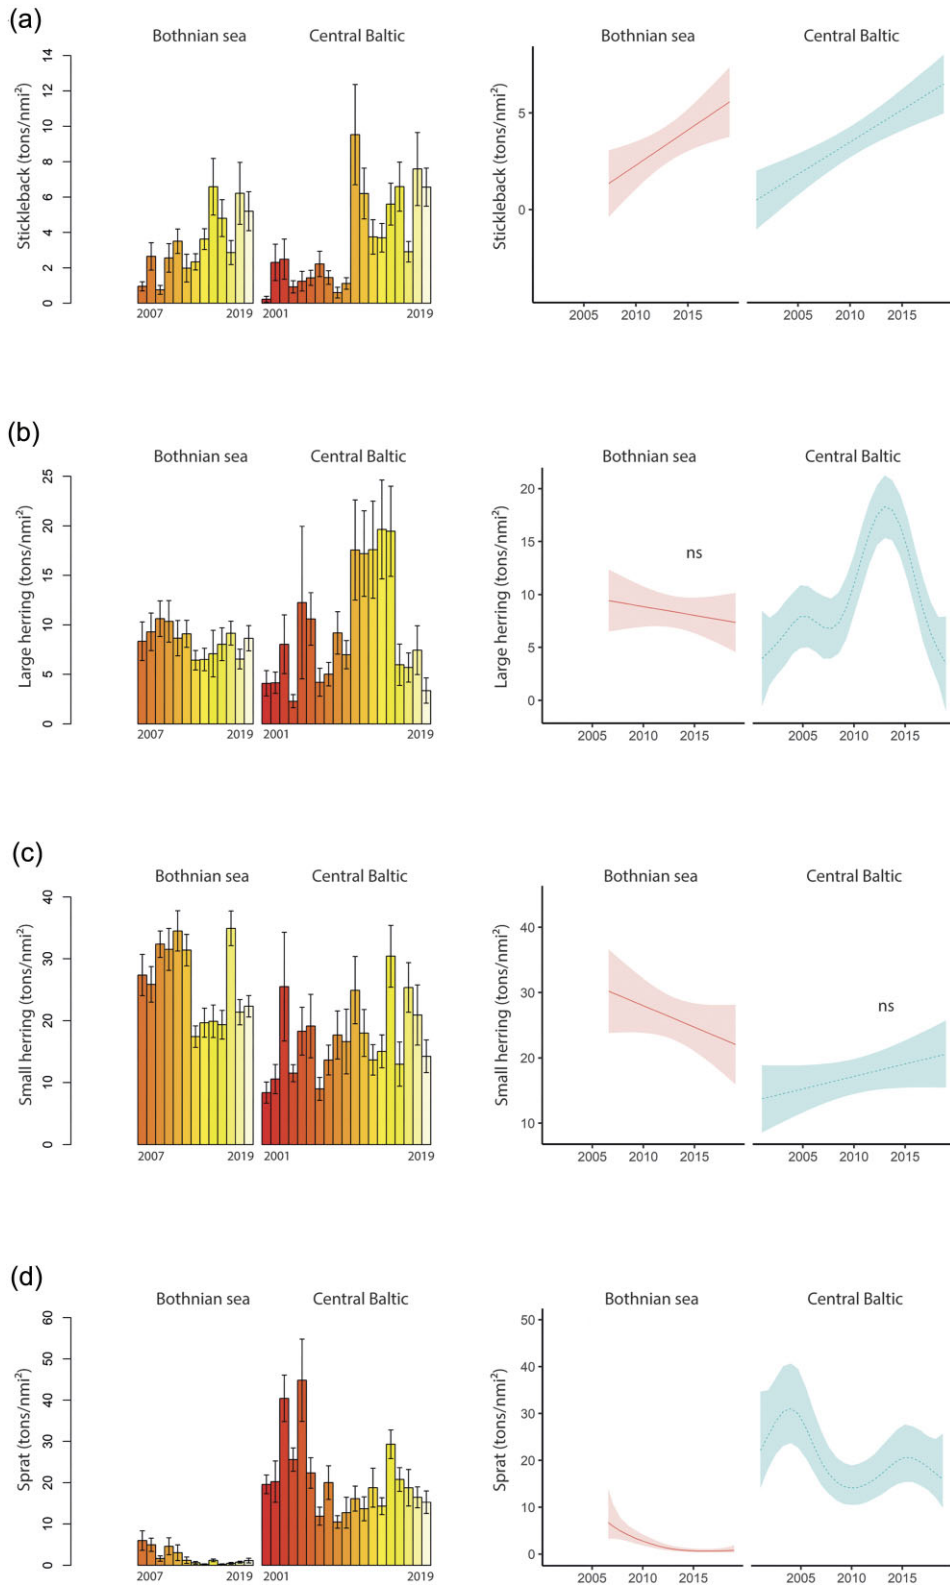 (a)
Bothnian sea Central Baltic
Stickleback (tons/nmi²)
14
12
10
8
6
4
2
0
2007 2019 2001 2019
Bothnian sea Central Baltic
Stickleback (tons/nmi²)
5
0
2005 2010 2015 2005 2010 2015
(b)
Bothnian sea Central Baltic
Large herring (tons/nmi²)
25
20
15
10
5
0
2007 2019 2001 2019
Bothnian sea Central Baltic
Large herring (tons/nmi²)
20
15
10
5
0
ns
2005 2010 2015 2005 2010 2015
(c)
Bothnian sea Central Baltic
Small herring (tons/nmi²)
40
30
20
10
0
2007 2019 2001 2019
Bothnian sea Central Baltic
Small herring (tons/nmi²)
40
30
20
10
ns
2005 2010 2015 2005 2010 2015
(d)
Bothnian sea Central Baltic
Sprat (tons/nmi²)
60
50
40
30
20
10
0
2007 2019 2001 2019
Bothnian sea Central Baltic
Sprat (tons/nmi²)
50
40
30
20
10
0
2005 2010 2015 2005 2010 2015